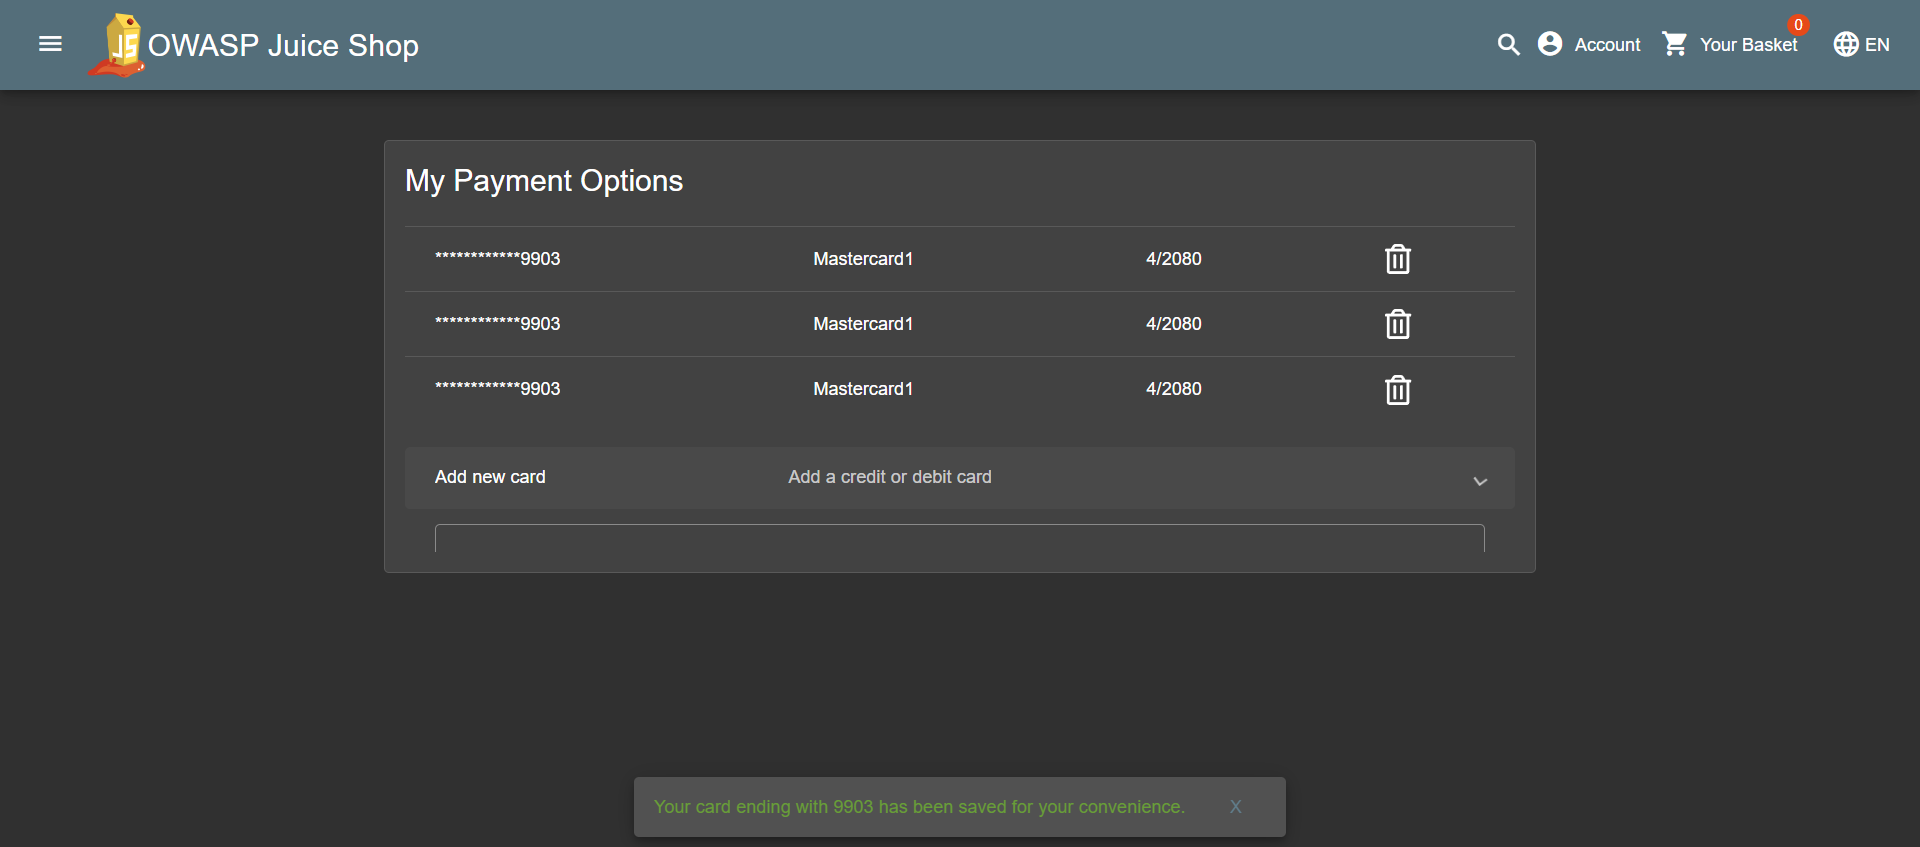 JS OWASP Juice Shop Account Your Basket 0 EN
My Payment Options
************9903 Mastercard1 4/2080
************9903 Mastercard1 4/2080
************9903 Mastercard1 4/2080
Add new card Add a credit or debit card
Your card ending with 9903 has been saved for your convenience. X